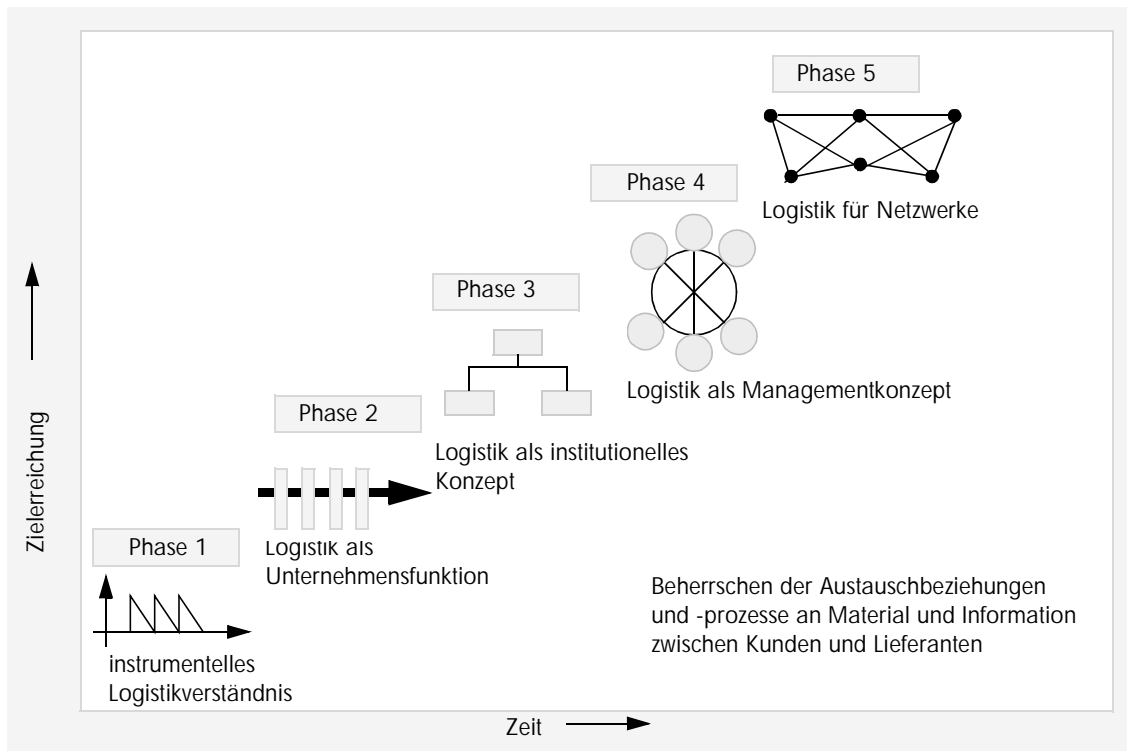 Phase 5
Logistik für Netzwerke
Phase 4
Logistik als Managementkonzept
Phase 3
Logistik als institutionelles
Konzept
Phase 2
Logistik als
Unternehmensfunktion
Phase 1
instrumentelles
Logistikverständnis
Beherrschen der Austauschbeziehungen
und -prozesse an Material und Information
zwischen Kunden und Lieferanten
Zielerreichung
Zeit